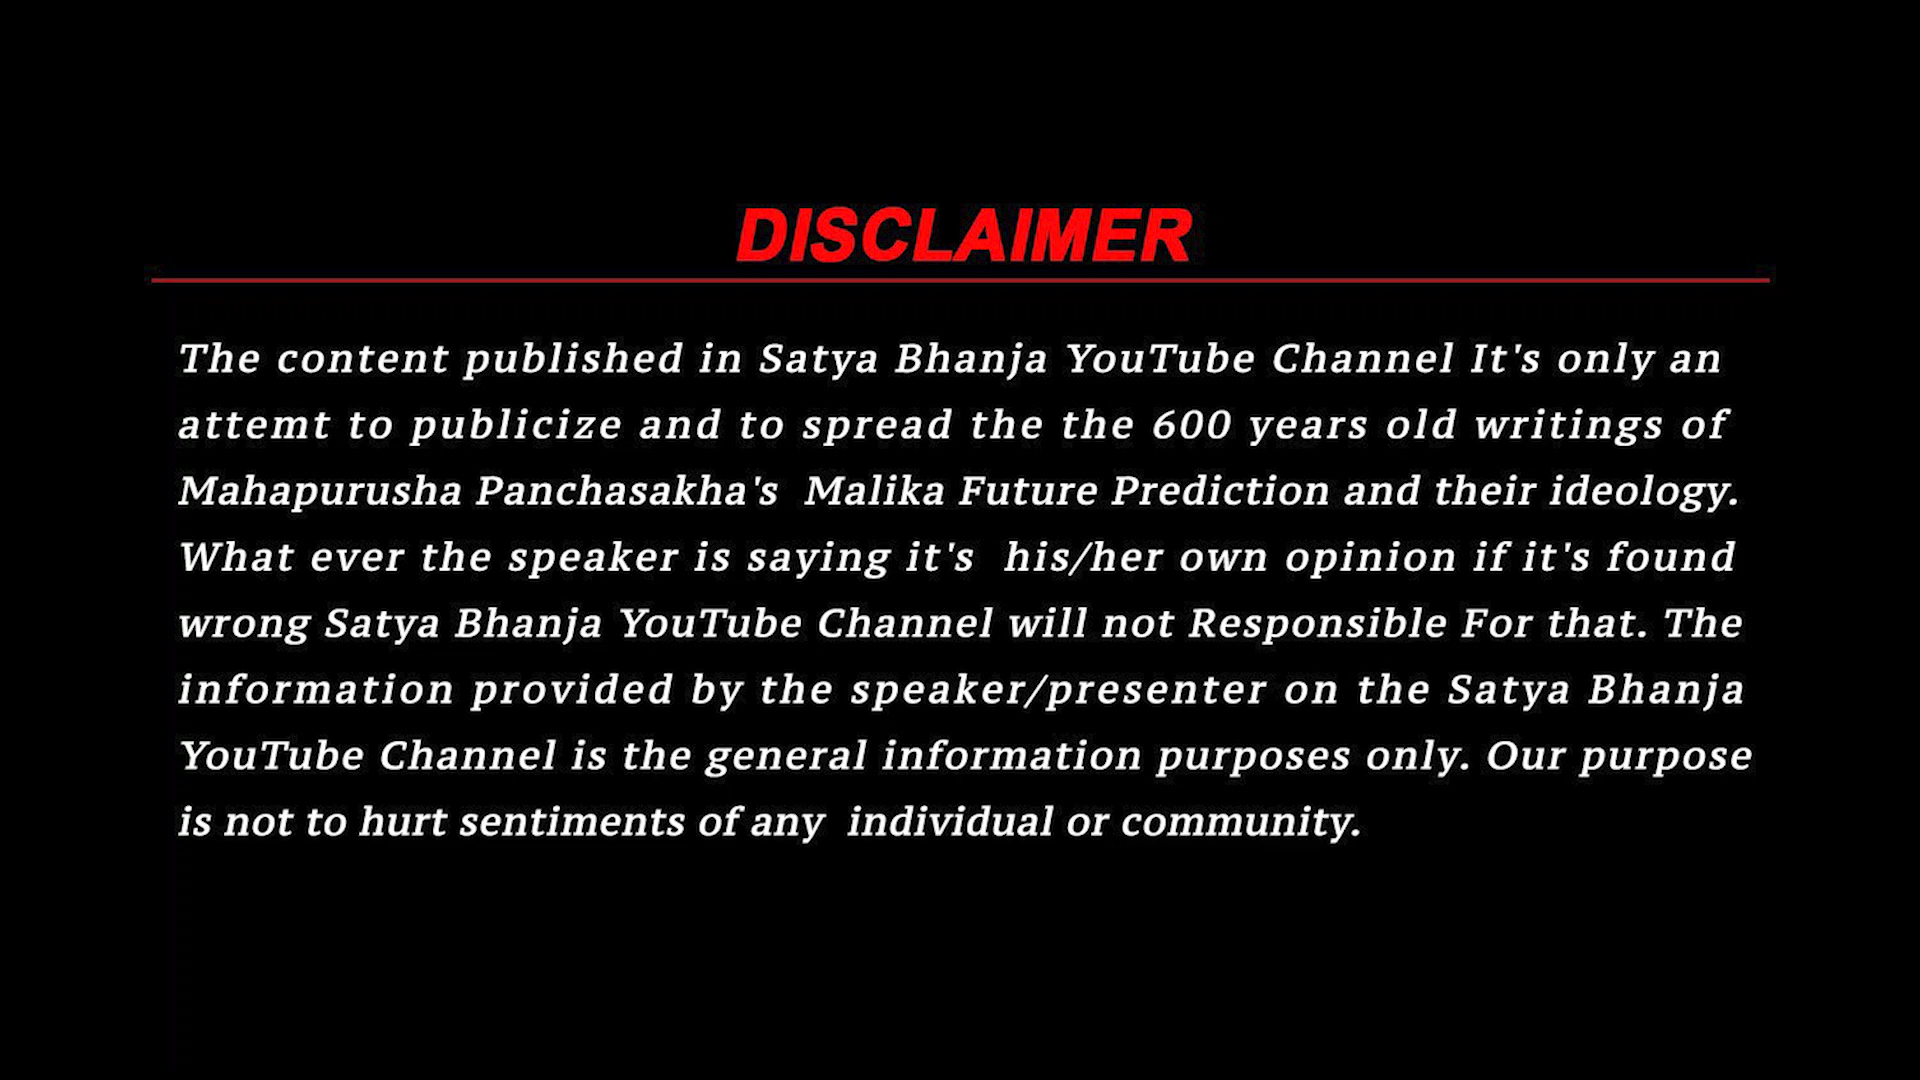 DISCLAIMER
The content published in Satya Bhanja YouTube Channel It's only an
attemt to publicize and to spread the the 600 years old writings of
Mahapurusha Panchasakha's Malika Future Prediction and their ideology.
What ever the speaker is saying it's his/her own opinion if it's found
wrong Satya Bhanja YouTube Channel will not Responsible For that. The
information provided by the speaker/presenter on the Satya Bhanja
YouTube Channel is the general information purposes only. Our purpose
is not to hurt sentiments of any individual or community.